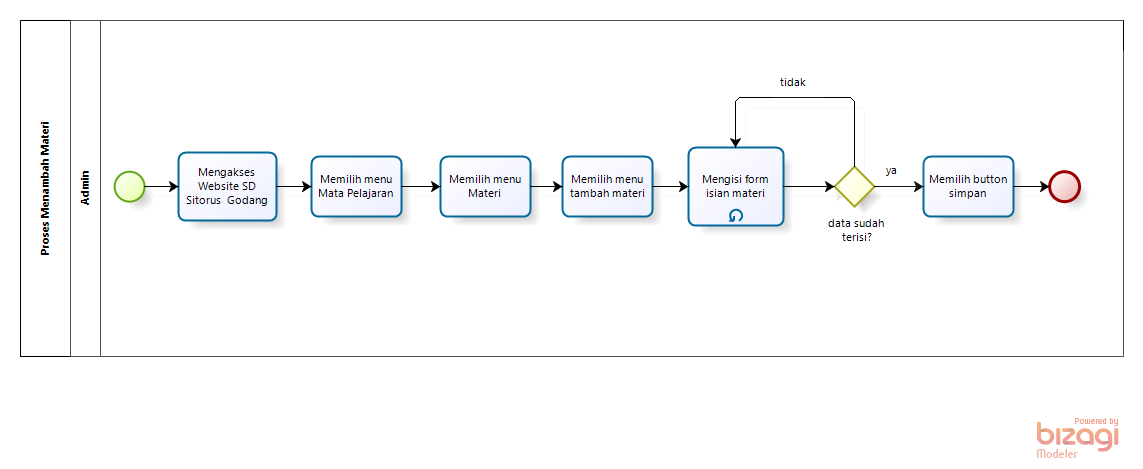 Proses Menambah Materi
Admin
Mengakses
Website SD
Sitorus Godang
Memilih menu
Mata Pelajaran
Memilih menu
Materi
Memilih menu
tambah materi
Mengisi form
isian materi
tidak
data sudah
terisi?
ya
Memilih button
simpan
Powered by
bizagi
Modeler